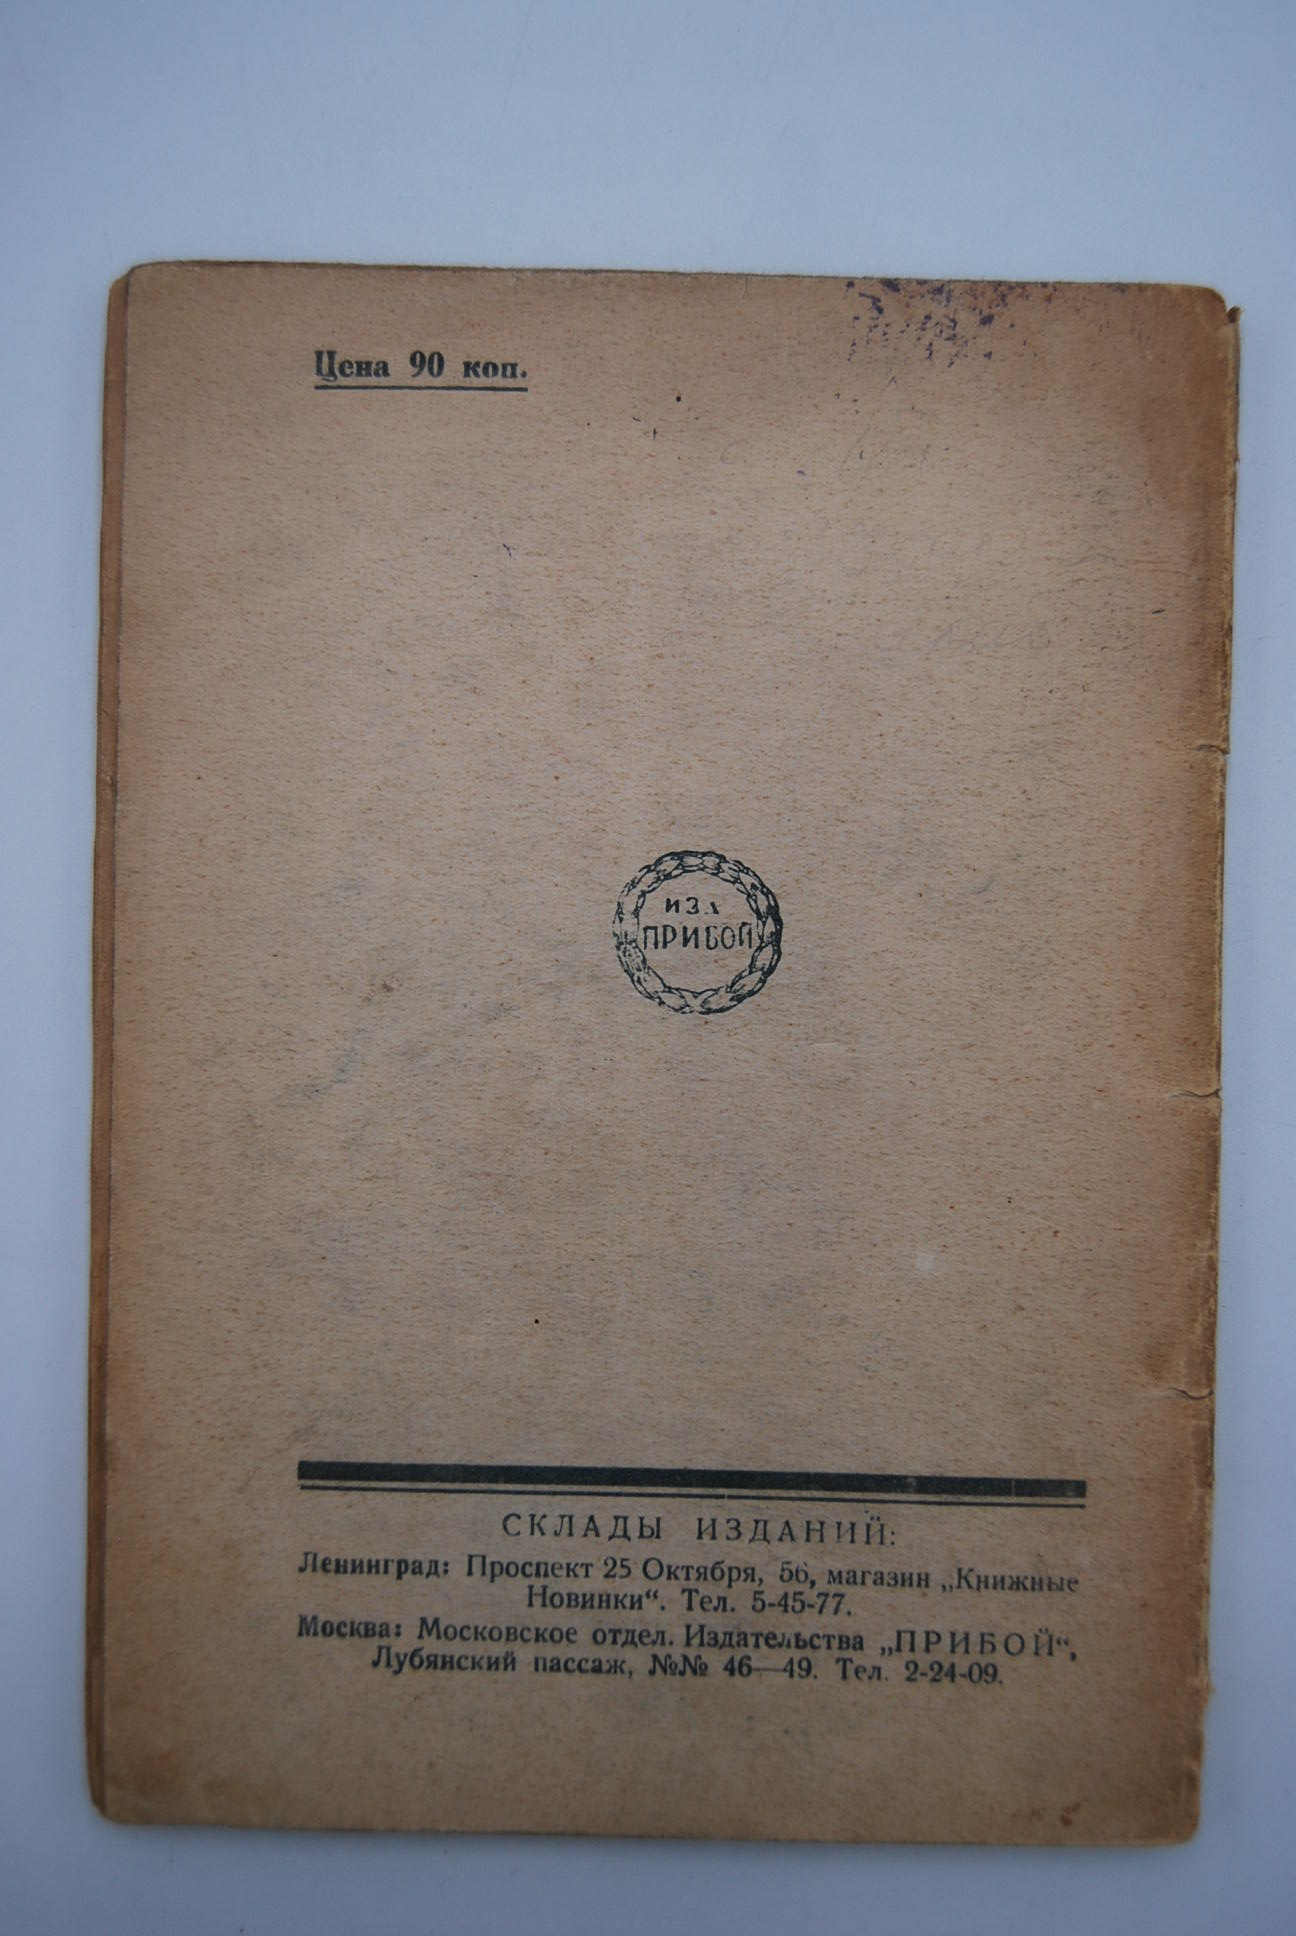 Цена 90 коп.
ИЗД
ПРИБОЙ
СКЛАДЫ ИЗДАНИЙ:
Ленинград: Проспект 25 Октября, 56, магазин „Книжные
Новинки“. Тел. 5-45-77.
Москва: Московское отдел. Издательства „ПРИБОЙ“,
Лубянский пассаж, №№ 46—49. Тел. 2-24-09.